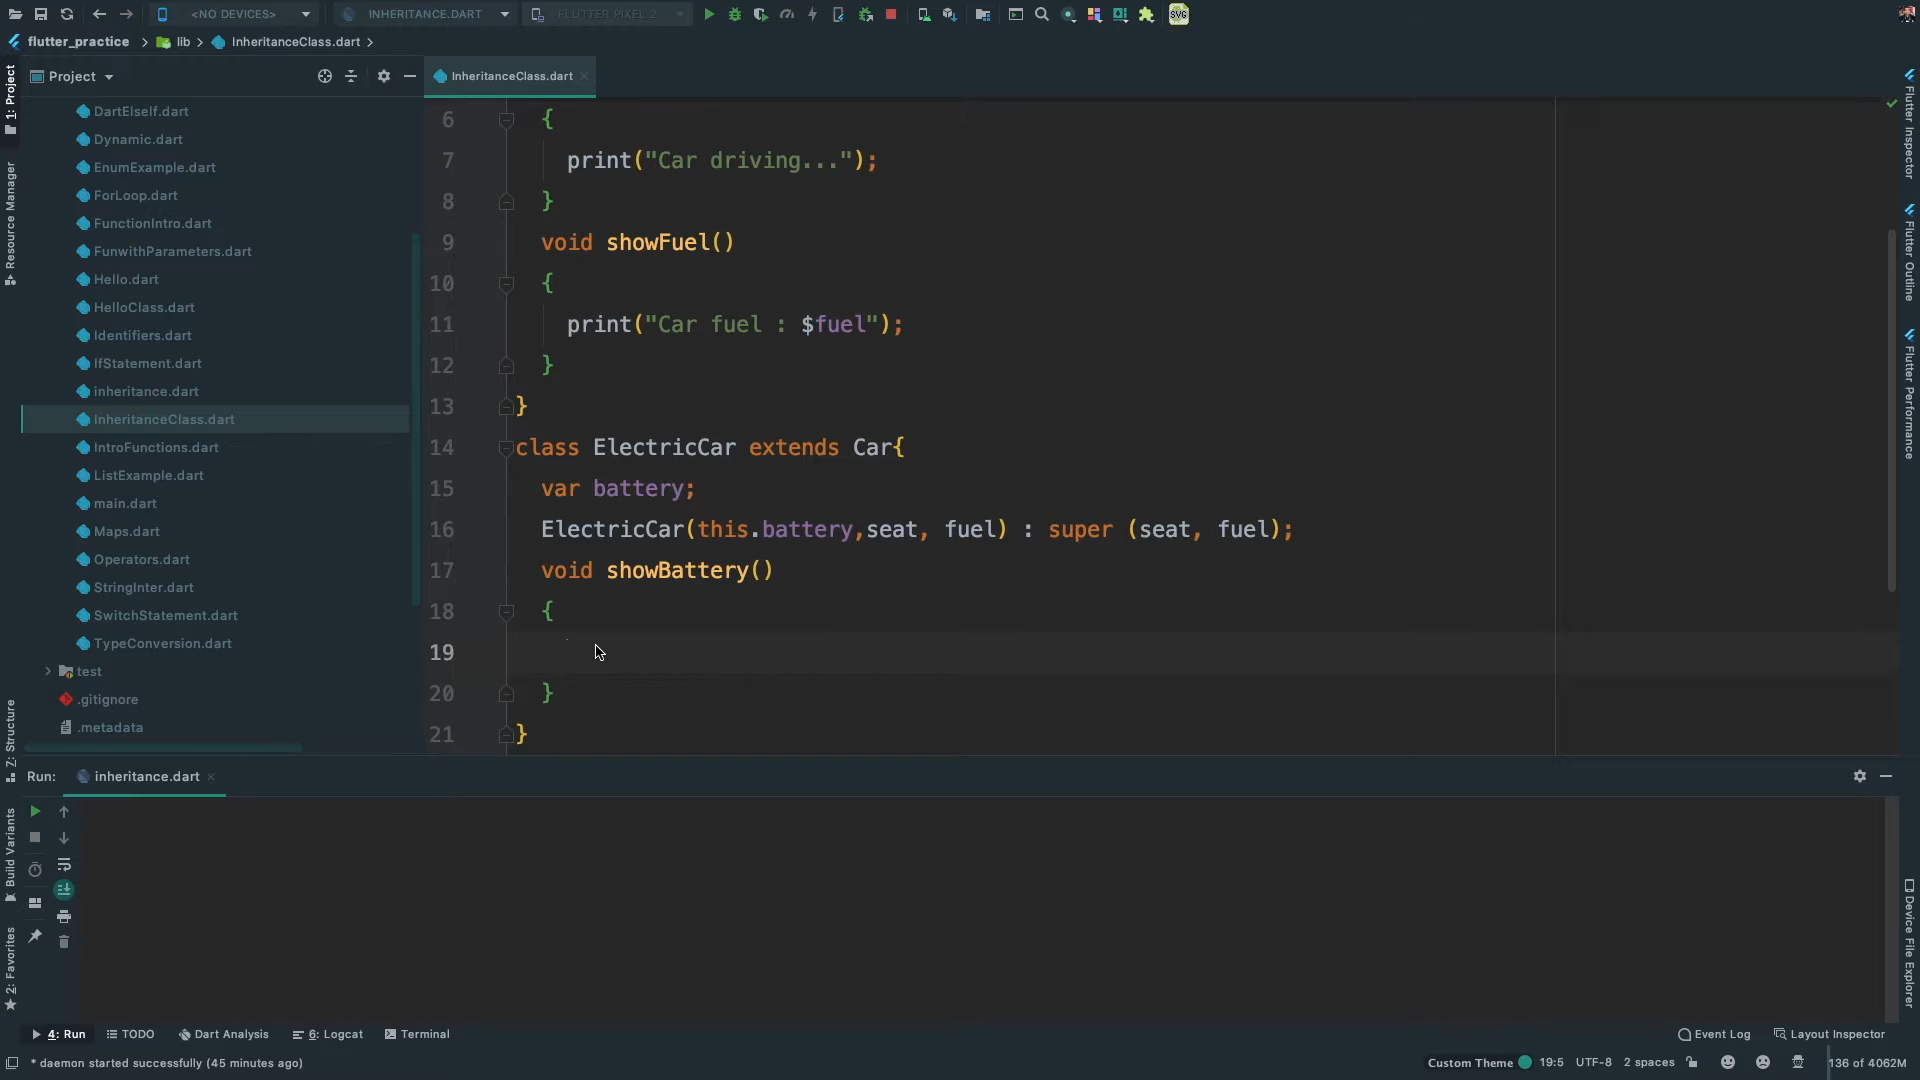 <NO DEVICES>
INHERITANCE.DART
FLUTTER PIXEL 2
SVG
flutter_practice
lib
InheritanceClass.dart
1: Project
Resource Manager
Z: Structure
Build Variants
2: Favorites
Project
DartElself.dart
Dynamic.dart
EnumExample.dart
ForLoop.dart
FunctionIntro.dart
FunwithParameters.dart
Hello.dart
HelloClass.dart
Identifiers.dart
IfStatement.dart
inheritance.dart
InheritanceClass.dart
IntroFunctions.dart
ListExample.dart
main.dart
Maps.dart
Operators.dart
StringInter.dart
SwitchStatement.dart
TypeConversion.dart
test
.gitignore
.metadata
InheritanceClass.dart
6 {
7 print("Car driving...");
8 }
9 void showFuel()
10 {
11 print("Car fuel : $fuel");
12 }
13 }
14 class ElectricCar extends Car{
15 var battery;
16 ElectricCar(this.battery,seat, fuel) : super (seat, fuel);
17 void showBattery()
18 {
19
20 }
21 }
Flutter Inspector
Flutter Outline
Flutter Performance
Device File Explorer
Run: inheritance.dart
4: Run TODO Dart Analysis 6: Logcat Terminal Event Log Layout Inspector
* daemon started successfully (45 minutes ago) Custom Theme 19:5 UTF-8 2 spaces 136 of 4062M